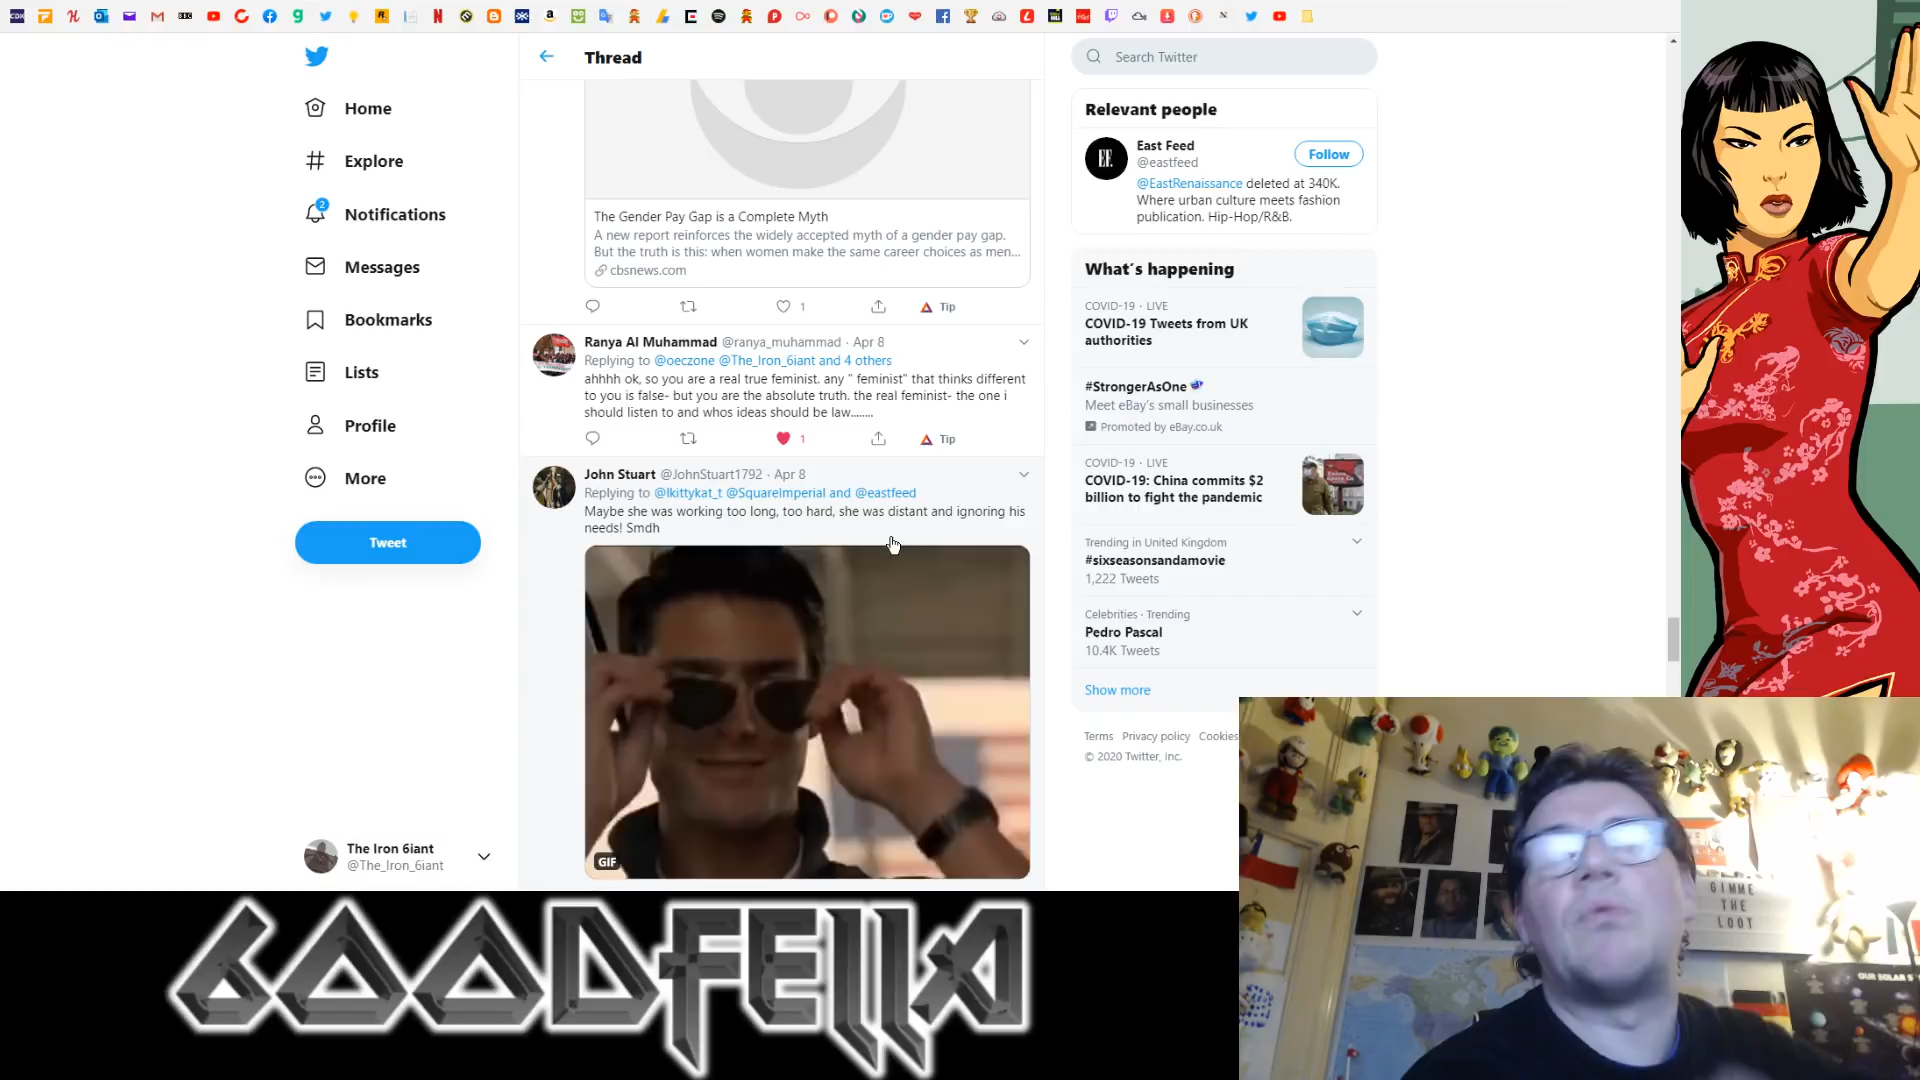 Home
Explore
2
Notifications
Messages
Bookmarks
Lists
Profile
More
Tweet
The Iron 6iant
@The_Iron_6iant
Thread
The Gender Pay Gap is a Complete Myth
A new report reinforces the widely accepted myth of a gender pay gap.
But the truth is this: when women make the same career choices as men...
cbsnews.com
1
Tip
Ranya Al Muhammad @ranya_muhammad · Apr 8
Replying to @oeczone @The_Iron_6iant and 4 others
ahhhh ok, so you are a real true feminist. any " feminist" that thinks different
to you is false- but you are the absolute truth. the real feminist- the one i
should listen to and whos ideas should be law........
1
Tip
John Stuart @JohnStuart1792 · Apr 8
Replying to @lkittykat_t @SquareImperial and @eastfeed
Maybe she was working too long, too hard, she was distant and ignoring his
needs! Smdh
GIF
Search Twitter
Relevant people
EF.
East Feed
@eastfeed
Follow
@EastRenaissance deleted at 340K.
Where urban culture meets fashion
publication. Hip-Hop/R&B.
What's happening
COVID-19 · LIVE
COVID-19 Tweets from UK
authorities
#StrongerAsOne
Meet eBay's small businesses
Promoted by eBay.co.uk
COVID-19 · LIVE
COVID-19: China commits $2
billion to fight the pandemic
Trending in United Kingdom
#sixseasonsandamovie
1,222 Tweets
Celebrities · Trending
Pedro Pascal
10.4K Tweets
Show more
Terms Privacy policy Cookies
© 2020 Twitter, Inc.
GIMME
THE
LOOT
OUR SOLAR S
GOODFELLA